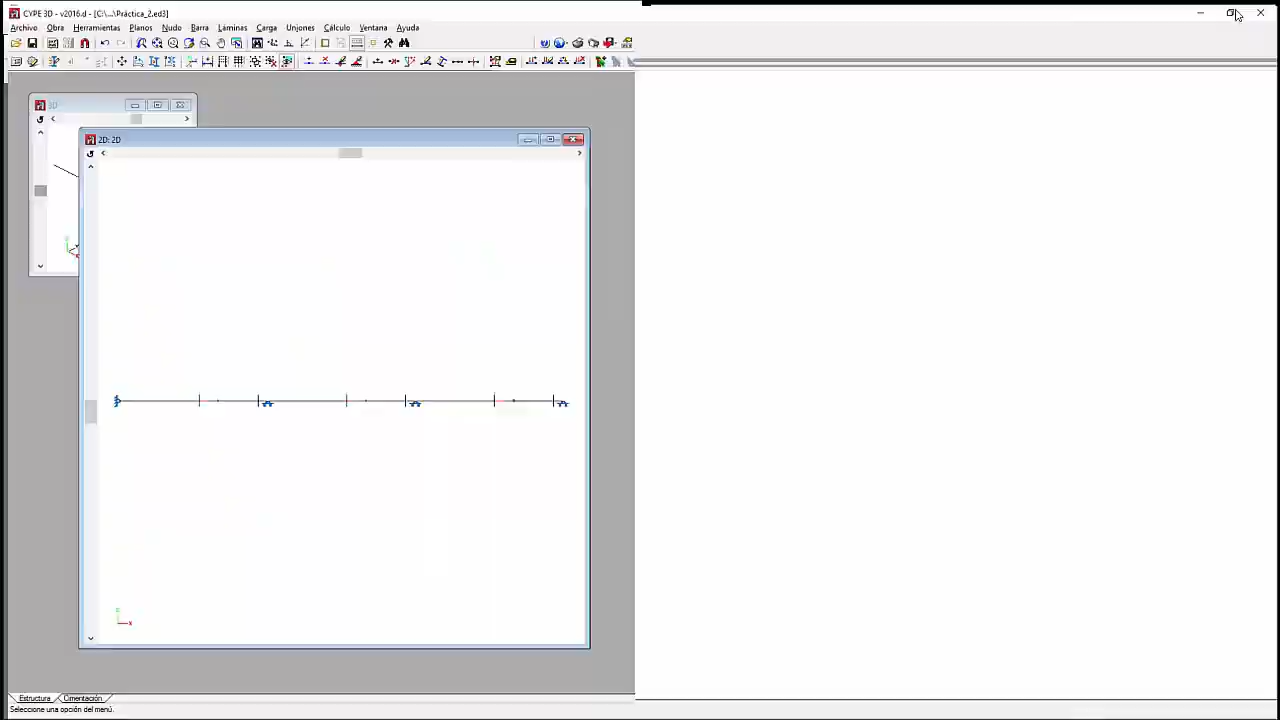 CYPE 3D - v2016.d - [C:\...\Práctica_2.ed3]
Archivo Obra Herramientas Planos Nudo Barra Láminas Carga Uniones Cálculo Ventana Ayuda
3D
2D: 2D
x
Estructura Cimentación
Seleccione una opción del menú.